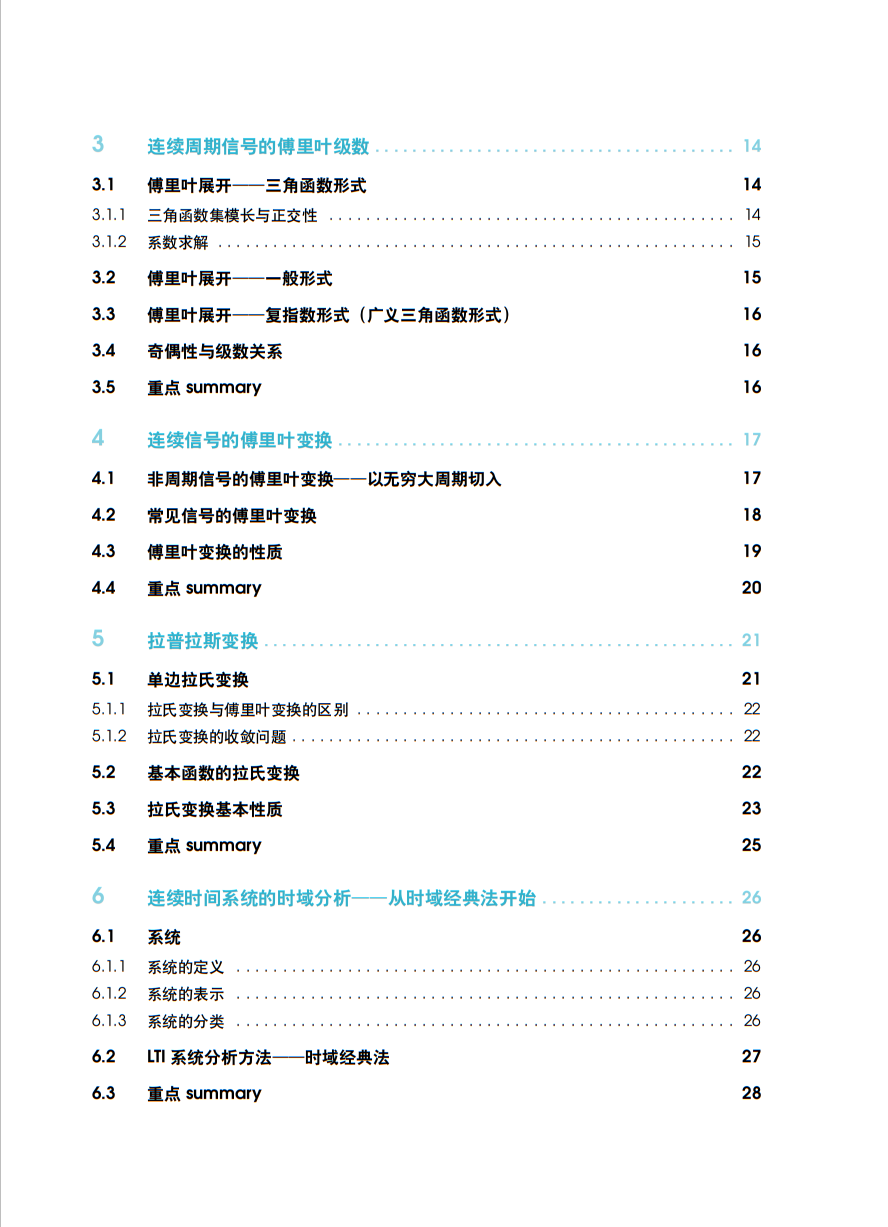 3 连续周期信号的傅里叶级数 . . . . . . . . . . . . . . . . . . . . . . . . . . . . . . . . . . . . . . . 14
3.1 傅里叶展开——三角函数形式 14
3.1.1 三角函数集模长与正交性 . . . . . . . . . . . . . . . . . . . . . . . . . . . . . . . . . . . . . . . . . . . . 14
3.1.2 系数求解 . . . . . . . . . . . . . . . . . . . . . . . . . . . . . . . . . . . . . . . . . . . . . . . . . . . . . . . . 15
3.2 傅里叶展开——一般形式 15
3.3 傅里叶展开——复指数形式（广义三角函数形式） 16
3.4 奇偶性与级数关系 16
3.5 重点 summary 16
4 连续信号的傅里叶变换 . . . . . . . . . . . . . . . . . . . . . . . . . . . . . . . . . . . . . . . . . . . 17
4.1 非周期信号的傅里叶变换——以无穷大周期切入 17
4.2 常见信号的傅里叶变换 18
4.3 傅里叶变换的性质 19
4.4 重点 summary 20
5 拉普拉斯变换 . . . . . . . . . . . . . . . . . . . . . . . . . . . . . . . . . . . . . . . . . . . . . . . . . . . 21
5.1 单边拉氏变换 21
5.1.1 拉氏变换与傅里叶变换的区别 . . . . . . . . . . . . . . . . . . . . . . . . . . . . . . . . . . . . . . . . . 22
5.1.2 拉氏变换的收敛问题 . . . . . . . . . . . . . . . . . . . . . . . . . . . . . . . . . . . . . . . . . . . . . . . . 22
5.2 基本函数的拉氏变换 22
5.3 拉氏变换基本性质 23
5.4 重点 summary 25
6 连续时间系统的时域分析——从时域经典法开始 . . . . . . . . . . . . . . . . . . . . . 26
6.1 系统 26
6.1.1 系统的定义 . . . . . . . . . . . . . . . . . . . . . . . . . . . . . . . . . . . . . . . . . . . . . . . . . . . . . . 26
6.1.2 系统的表示 . . . . . . . . . . . . . . . . . . . . . . . . . . . . . . . . . . . . . . . . . . . . . . . . . . . . . . 26
6.1.3 系统的分类 . . . . . . . . . . . . . . . . . . . . . . . . . . . . . . . . . . . . . . . . . . . . . . . . . . . . . . 26
6.2 LTI 系统分析方法——时域经典法 27
6.3 重点 summary 28